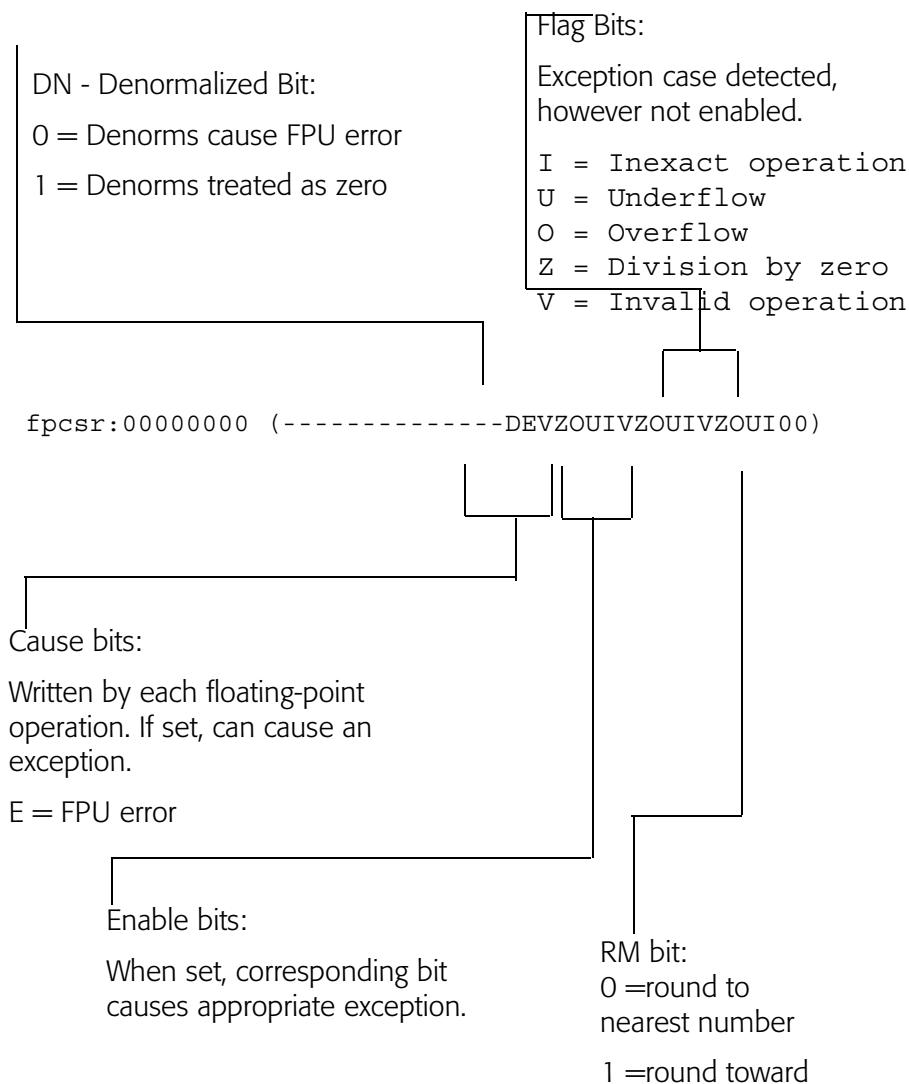 DN - Denormalized Bit:
0 = Denorms cause FPU error
1 = Denorms treated as zero
Flag Bits:
Exception case detected,
however not enabled.
I = Inexact operation
U = Underflow
O = Overflow
Z = Division by zero
V = Invalid operation
fpcsr:00000000 (--------------DEVZOUIVZOUIVZOUI00)
Cause bits:
Written by each floating-point
operation. If set, can cause an
exception.
E = FPU error
Enable bits:
When set, corresponding bit
causes appropriate exception.
RM bit:
0 =round to
nearest number
1 =round toward